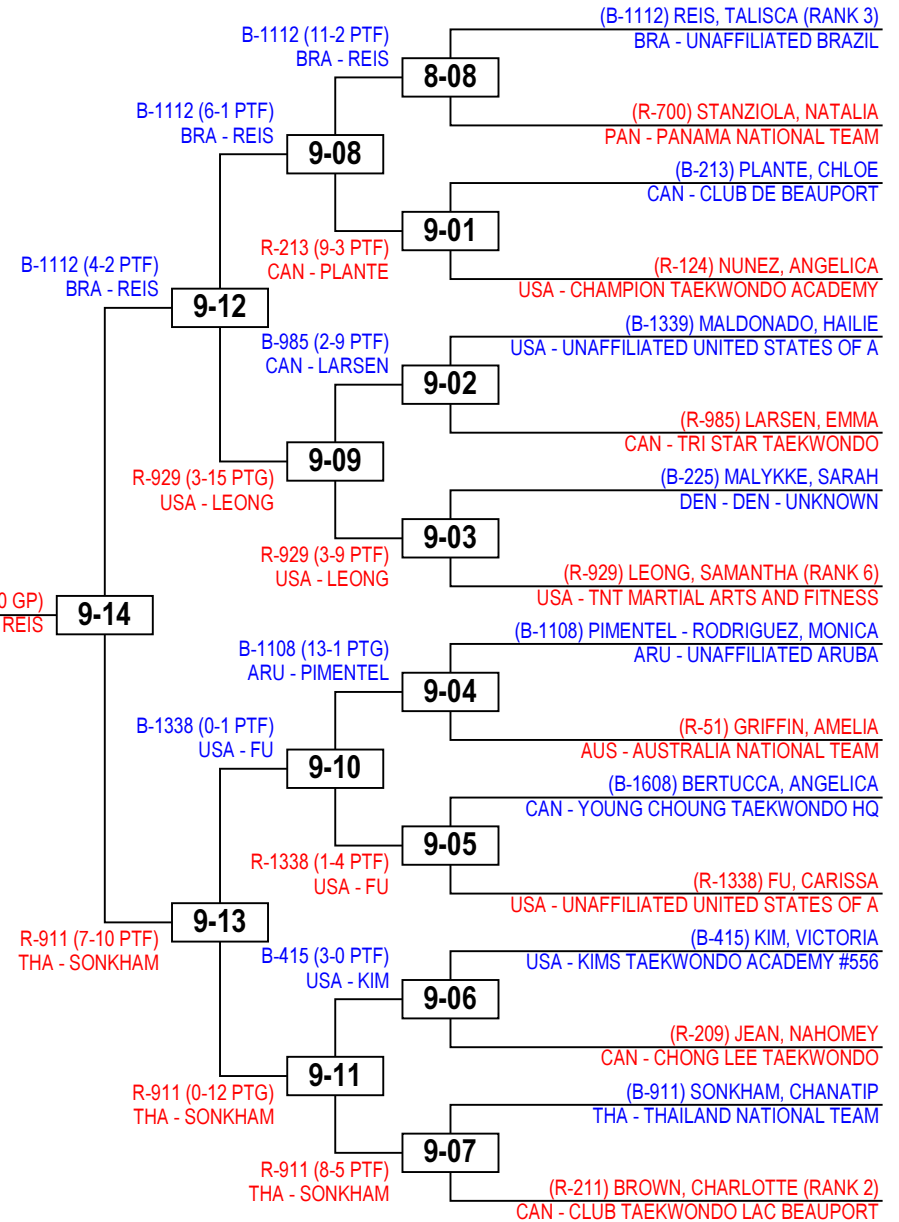 B-1112 (11-2 PTF)
BRA - REIS
(B-1112) REIS, TALISCA (RANK 3)
BRA - UNAFFILIATED BRAZIL
8-08
B-1112 (6-1 PTF)
BRA - REIS
(R-700) STANZIOLA, NATALIA
PAN - PANAMA NATIONAL TEAM
9-08
(B-213) PLANTE, CHLOE
CAN - CLUB DE BEAUPORT
9-01
R-213 (9-3 PTF)
CAN - PLANTE
B-1112 (4-2 PTF)
BRA - REIS
(R-124) NUNEZ, ANGELICA
USA - CHAMPION TAEKWONDO ACADEMY
9-12
B-985 (2-9 PTF)
CAN - LARSEN
(B-1339) MALDONADO, HAILIE
USA - UNAFFILIATED UNITED STATES OF A
9-02
(R-985) LARSEN, EMMA
CAN - TRI STAR TAEKWONDO
9-09
R-929 (3-15 PTG)
USA - LEONG
(B-225) MALYKKE, SARAH
DEN - DEN - UNKNOWN
9-03
R-929 (3-9 PTF)
USA - LEONG
(R-929) LEONG, SAMANTHA (RANK 6)
USA - TNT MARTIAL ARTS AND FITNESS
0 GP)
REIS
9-14
B-1108 (13-1 PTG)
ARU - PIMENTEL
(B-1108) PIMENTEL - RODRIGUEZ, MONICA
ARU - UNAFFILIATED ARUBA
9-04
B-1338 (0-1 PTF)
USA - FU
(R-51) GRIFFIN, AMELIA
AUS - AUSTRALIA NATIONAL TEAM
9-10
(B-1608) BERTUCCA, ANGELICA
CAN - YOUNG CHOUNG TAEKWONDO HQ
9-05
R-1338 (1-4 PTF)
USA - FU
(R-1338) FU, CARISSA
USA - UNAFFILIATED UNITED STATES OF A
9-13
R-911 (7-10 PTF)
THA - SONKHAM
B-415 (3-0 PTF)
USA - KIM
(B-415) KIM, VICTORIA
USA - KIMS TAEKWONDO ACADEMY #556
9-06
(R-209) JEAN, NAHOMEY
CAN - CHONG LEE TAEKWONDO
9-11
R-911 (0-12 PTG)
THA - SONKHAM
(B-911) SONKHAM, CHANATIP
THA - THAILAND NATIONAL TEAM
9-07
R-911 (8-5 PTF)
THA - SONKHAM
(R-211) BROWN, CHARLOTTE (RANK 2)
CAN - CLUB TAEKWONDO LAC BEAUPORT